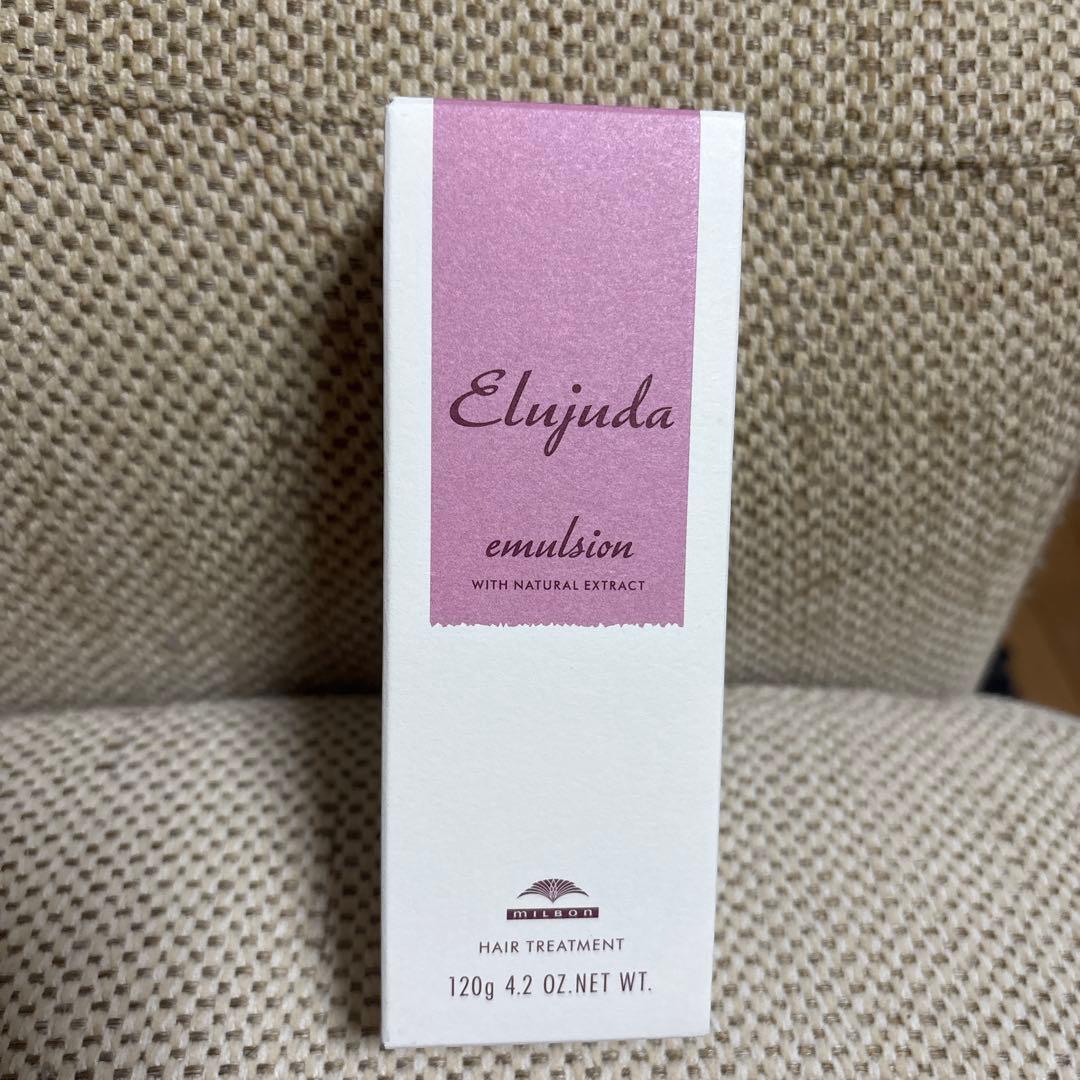 Elujuda
emulsion
WITH NATURAL EXTRACT
MILBON
HAIR TREATMENT
120g 4.2 OZ.NET WT.